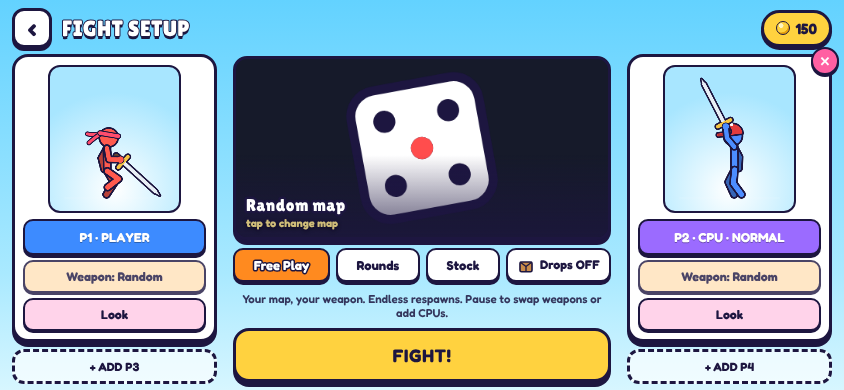 FIGHT SETUP
150
P1 · PLAYER
Weapon: Random
Look
+ ADD P3
Random map
tap to change map
Free Play
Rounds
Stock
Drops OFF
Your map, your weapon. Endless respawns. Pause to swap weapons or
add CPUs.
FIGHT!
P2 · CPU · NORMAL
Weapon: Random
Look
+ ADD P4